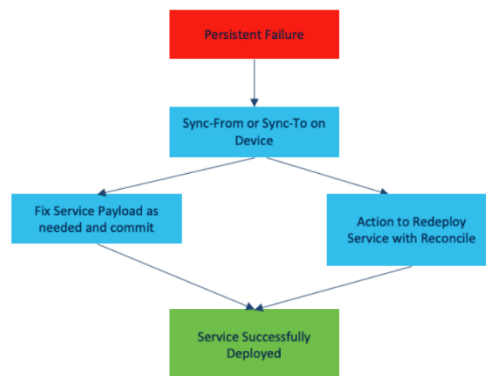 Persistent Failure
Sync-From or Sync-To on
Device
Fix Service Payload as
needed and commit
Action to Redeploy
Service with Reconcile
Service Successfully
Deployed